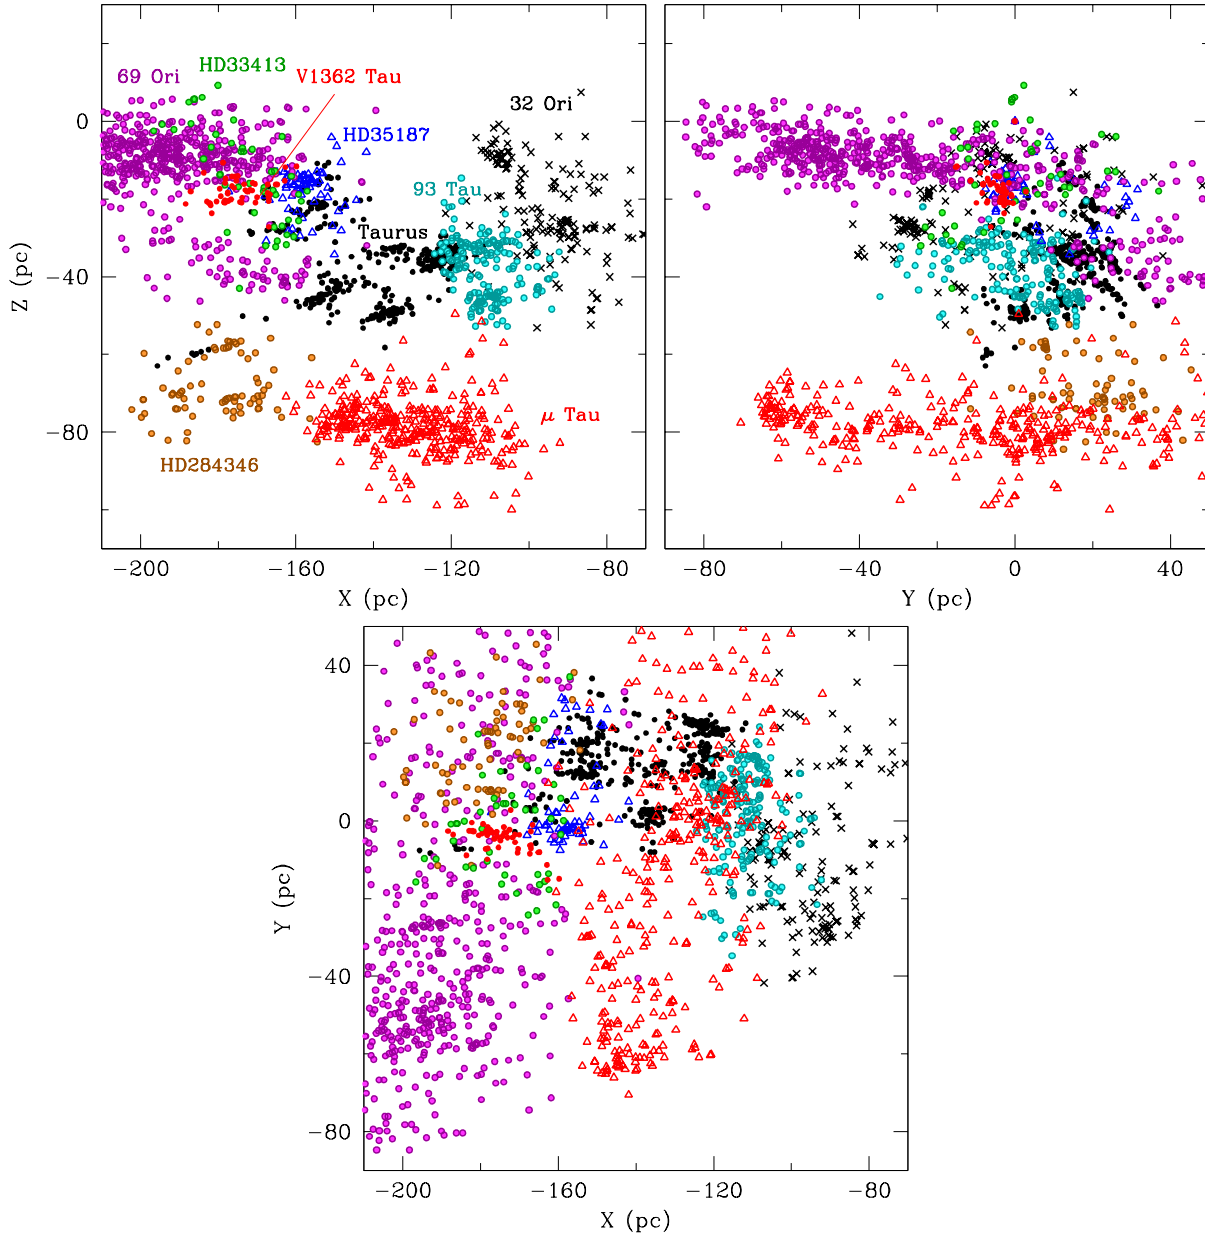 69 Ori
HD33413
V1362 Tau
32 Ori
HD35187
93 Tau
Taurus
μ Tau
HD284346
0
−40
−80
Z (pc)
−200
−160
−120
−80
X (pc)
−80
−40
0
40
Y (pc)
40
0
−40
−80
Y (pc)
−200
−160
−120
−80
X (pc)